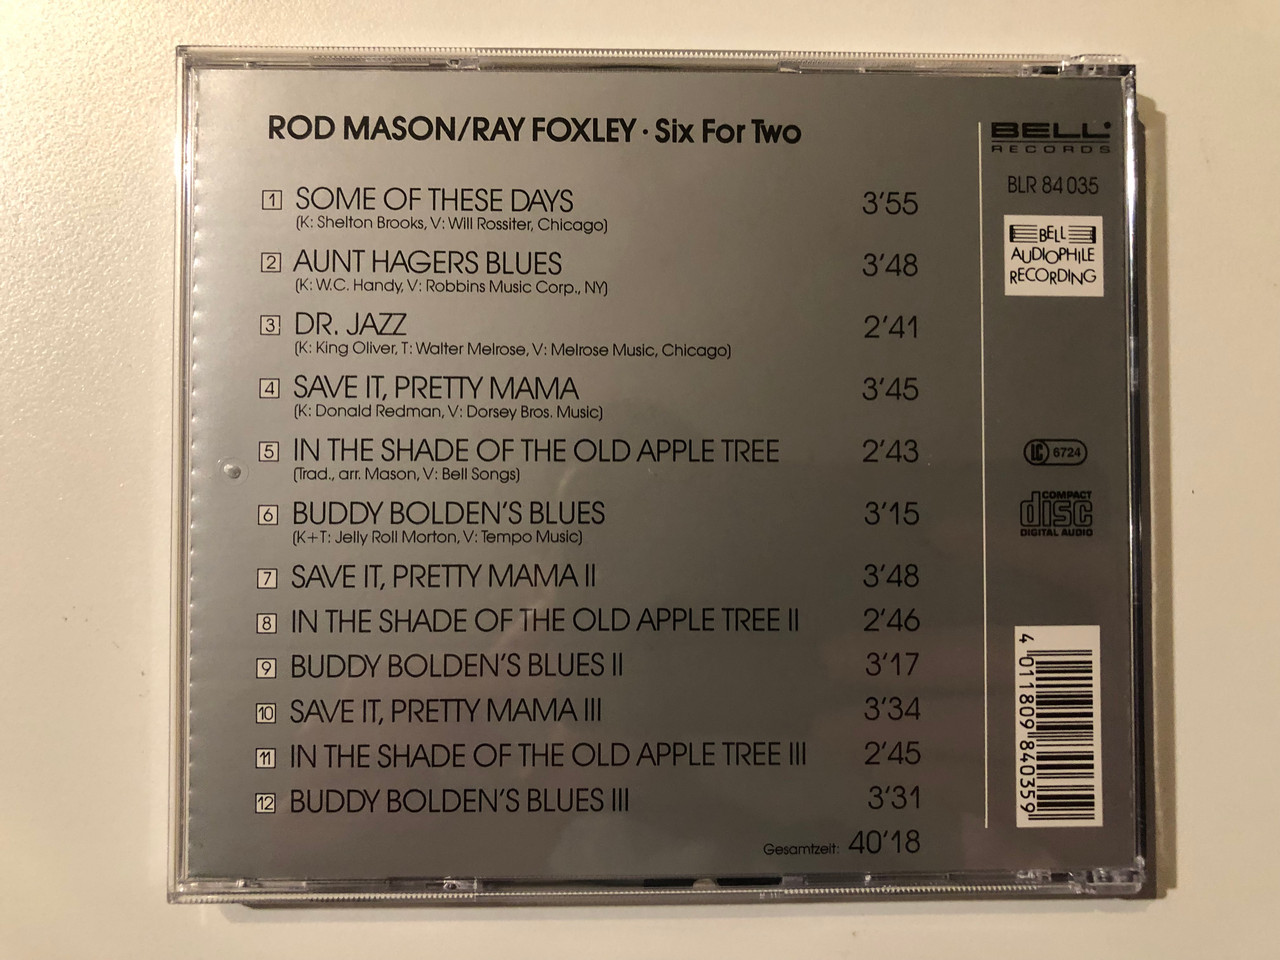 ROD MASON/RAY FOXLEY · Six For Two
1 SOME OF THESE DAYS 3'55
(K: Shelton Brooks, V: Will Rossiter, Chicago)
2 AUNT HAGERS BLUES 3'48
(K: W.C. Handy, V: Robbins Music Corp., NY)
3 DR. JAZZ 2'41
(K: King Oliver, T: Walter Melrose, V: Melrose Music, Chicago)
4 SAVE IT, PRETTY MAMA 3'45
(K: Donald Redman, V: Dorsey Bros. Music)
5 IN THE SHADE OF THE OLD APPLE TREE 2'43
(Trad., arr. Mason, V: Bell Songs)
6 BUDDY BOLDEN'S BLUES 3'15
(K+T: Jelly Roll Morton, V: Tempo Music)
7 SAVE IT, PRETTY MAMA II 3'48
8 IN THE SHADE OF THE OLD APPLE TREE II 2'46
9 BUDDY BOLDEN'S BLUES II 3'17
10 SAVE IT, PRETTY MAMA III 3'34
11 IN THE SHADE OF THE OLD APPLE TREE III 2'45
12 BUDDY BOLDEN'S BLUES III 3'31
Gesamtzeit: 40'18
BELL
RECORDS
BLR 84 035
BELL
AUDIOPHILE
RECORDING
LC 6724
COMPACT
disc
DIGITAL AUDIO
4 011809 840359